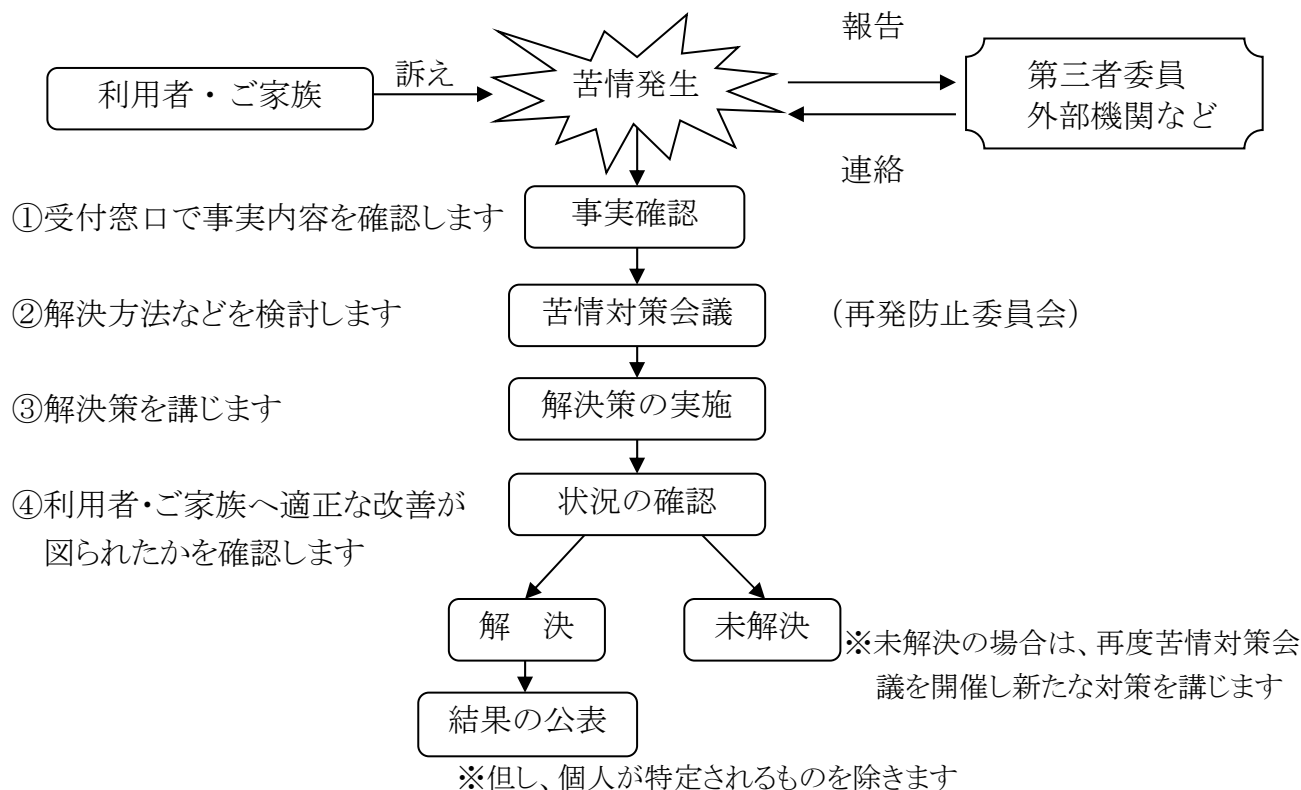 報告
利用者・ご家族
訴え
苦情発生
第三者委員
外部機関など
連絡
①受付窓口で事実内容を確認します
事実確認
②解決方法などを検討します
苦情対策会議
（再発防止委員会）
③解決策を講じます
解決策の実施
④利用者・ご家族へ適正な改善が
図られたかを確認します
状況の確認
解　決
未解決
※未解決の場合は、再度苦情対策会
議を開催し新たな対策を講じます
結果の公表
※但し、個人が特定されるものを除きます